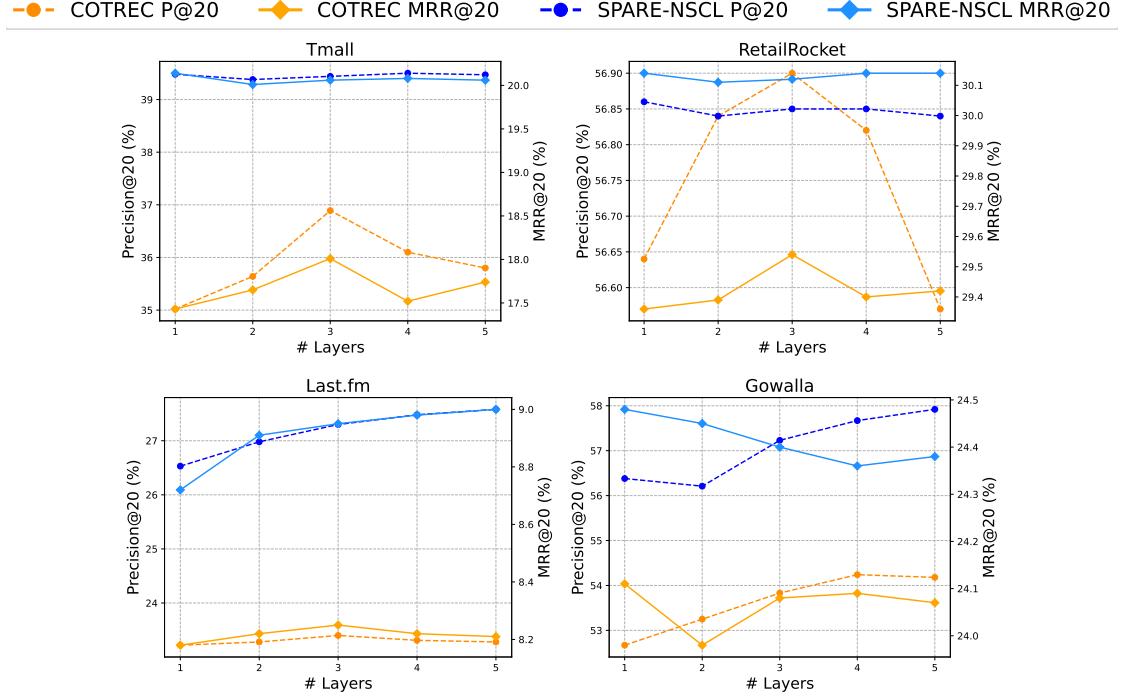 COTREC P@20 COTREC MRR@20 SPARE-NSCL P@20 SPARE-NSCL MRR@20
Tmall
Precision@20 (%)
39
38
37
36
35
MRR@20 (%)
20.0
19.5
19.0
18.5
18.0
17.5
1 2 3 4 5
# Layers
RetailRocket
Precision@20 (%)
56.90
56.85
56.80
56.75
56.70
56.65
56.60
MRR@20 (%)
30.1
30.0
29.9
29.8
29.7
29.6
29.5
29.4
1 2 3 4 5
# Layers
Last.fm
Precision@20 (%)
27
26
25
24
MRR@20 (%)
9.0
8.8
8.6
8.4
8.2
1 2 3 4 5
# Layers
Gowalla
Precision@20 (%)
58
57
56
55
54
53
MRR@20 (%)
24.5
24.4
24.3
24.2
24.1
24.0
1 2 3 4 5
# Layers